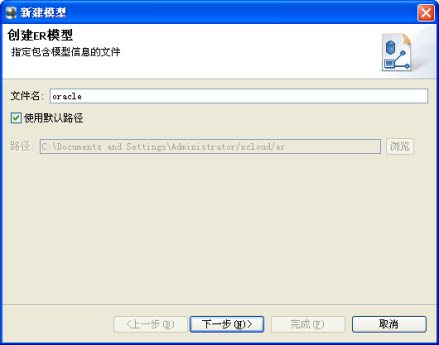 新建模型
创建ER模型
指定包含模型信息的文件
文件名: oracle
使用默认路径
路径: C:\Documents and Settings\Administrator/xcloud/er 浏览
<上一步(B) 下一步(N)> 完成(F) 取消